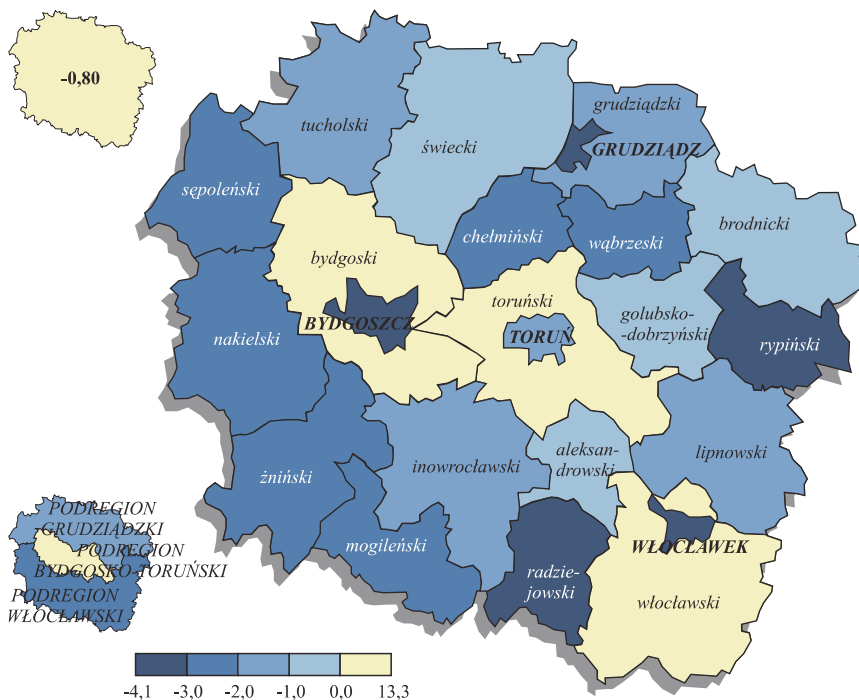 -0,80
tucholski
świecki
grudziądzki
GRUDZIĄDZ
sępoleński
chełmiński
wąbrzeski
brodnicki
bydgoski
BYDGOSZCZ
toruński
TORUŃ
golubsko-
-dobrzyński
rypiński
nakielski
żniński
inowrocławski
aleksan-
drowski
lipnowski
mogileński
radzie-
jowski
WŁOCŁAWEK
włocławski
PODREGION
GRUDZIĄDZKI
PODREGION
BYDGOSKO-TORUŃSKI
PODREGION
WŁOCŁAWSKI
-4,1 -3,0 -2,0 -1,0 0,0 13,3